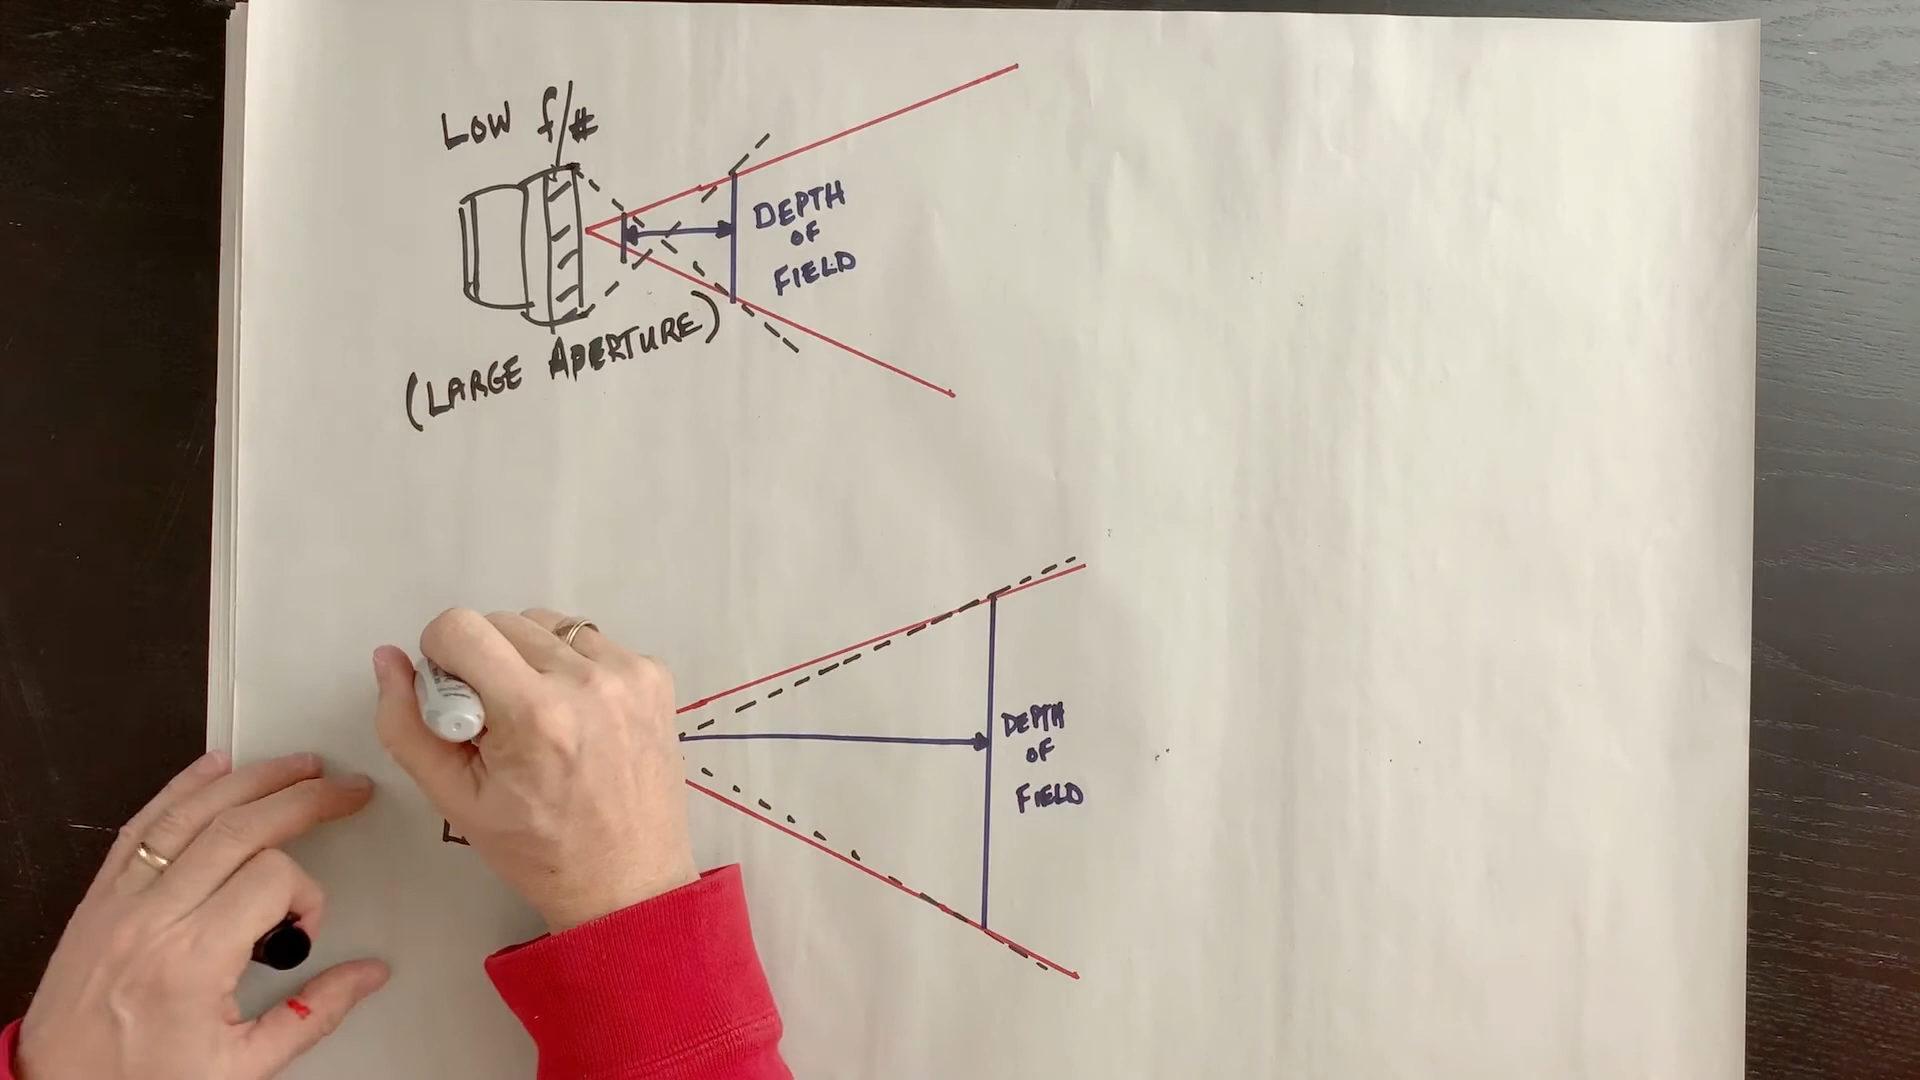 LOW f/#
DEPTH
OF
FIELD
(LARGE APERTURE)
DEPTH
OF
FIELD